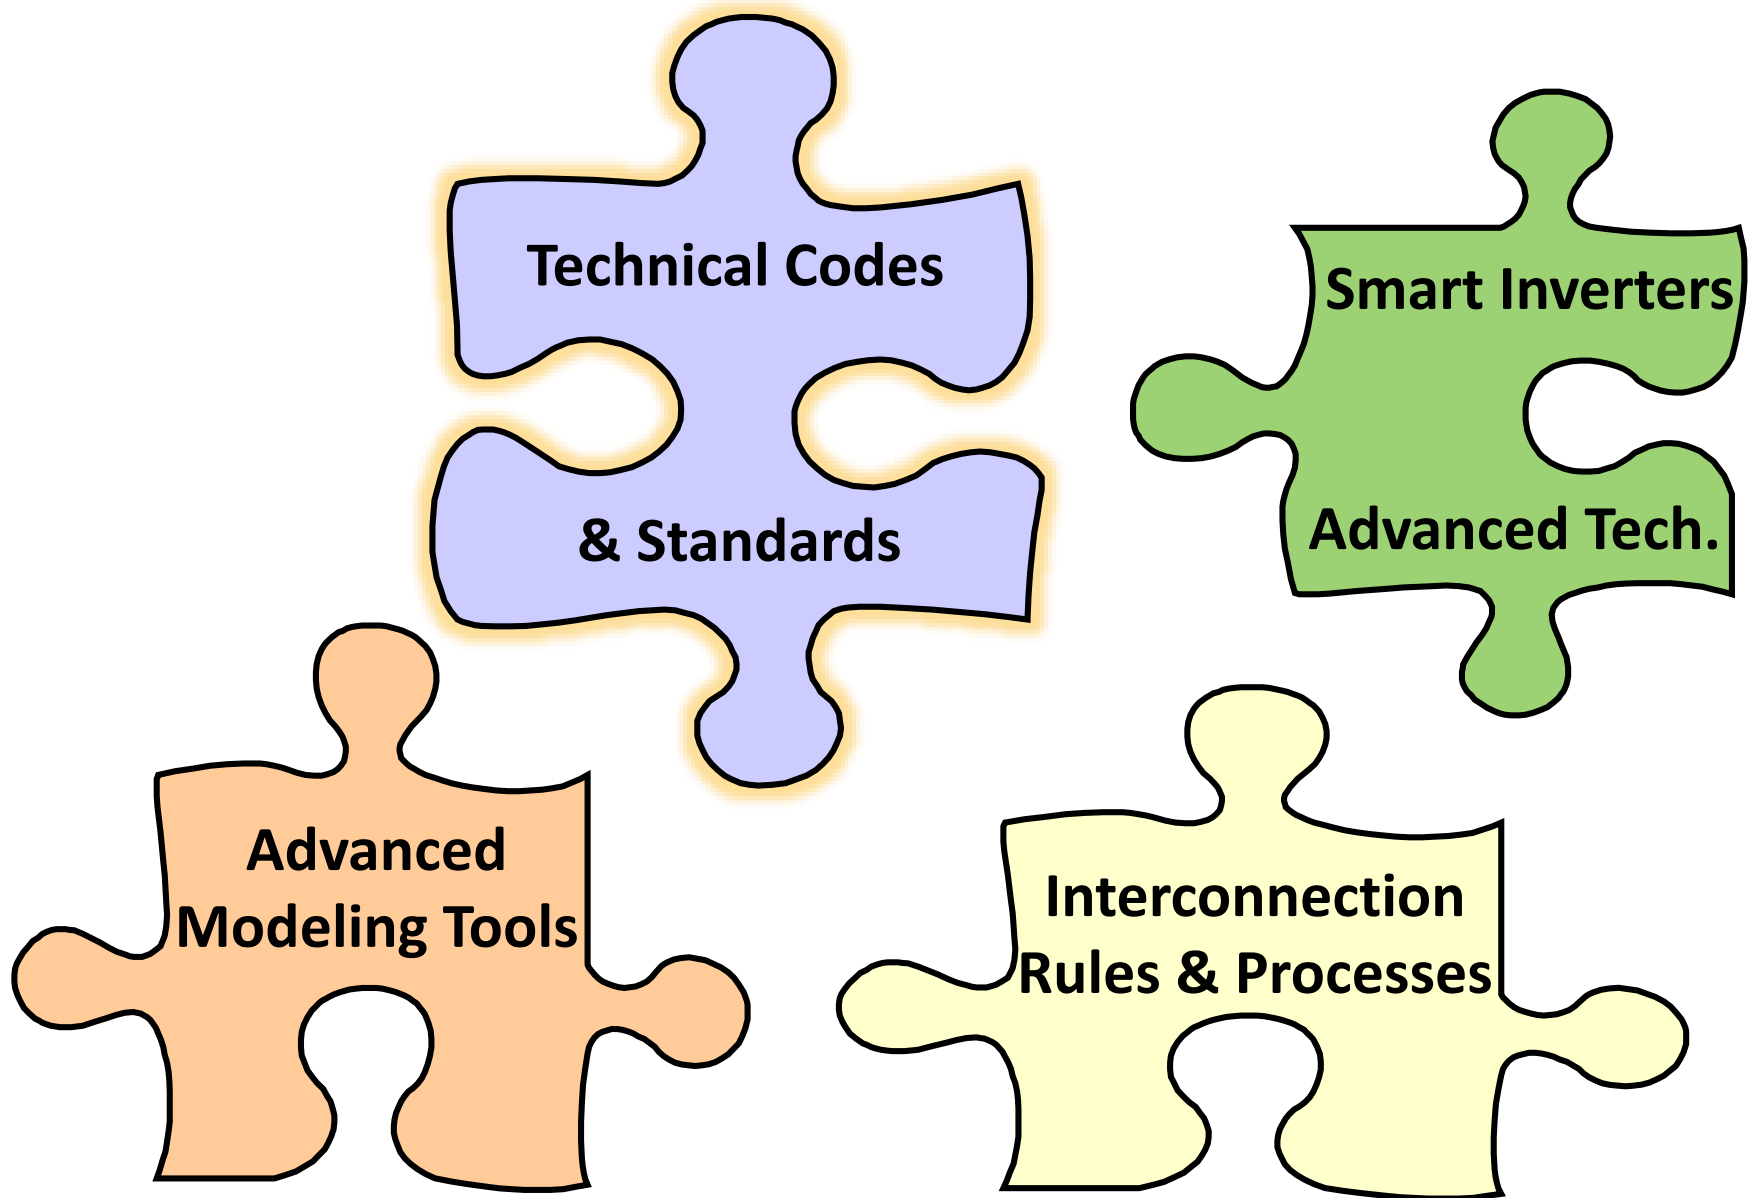 Technical Codes
& Standards
Smart Inverters
Advanced Tech.
Advanced
Modeling Tools
Interconnection
Rules & Processes